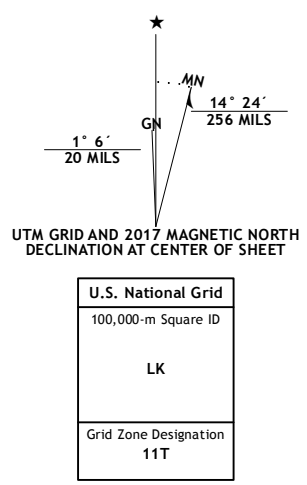 MN
GN
14° 24´
256 MILS
1° 6´
20 MILS
UTM GRID AND 2017 MAGNETIC NORTH
DECLINATION AT CENTER OF SHEET
U.S. National Grid
100,000-m Square ID
LK
Grid Zone Designation
11T